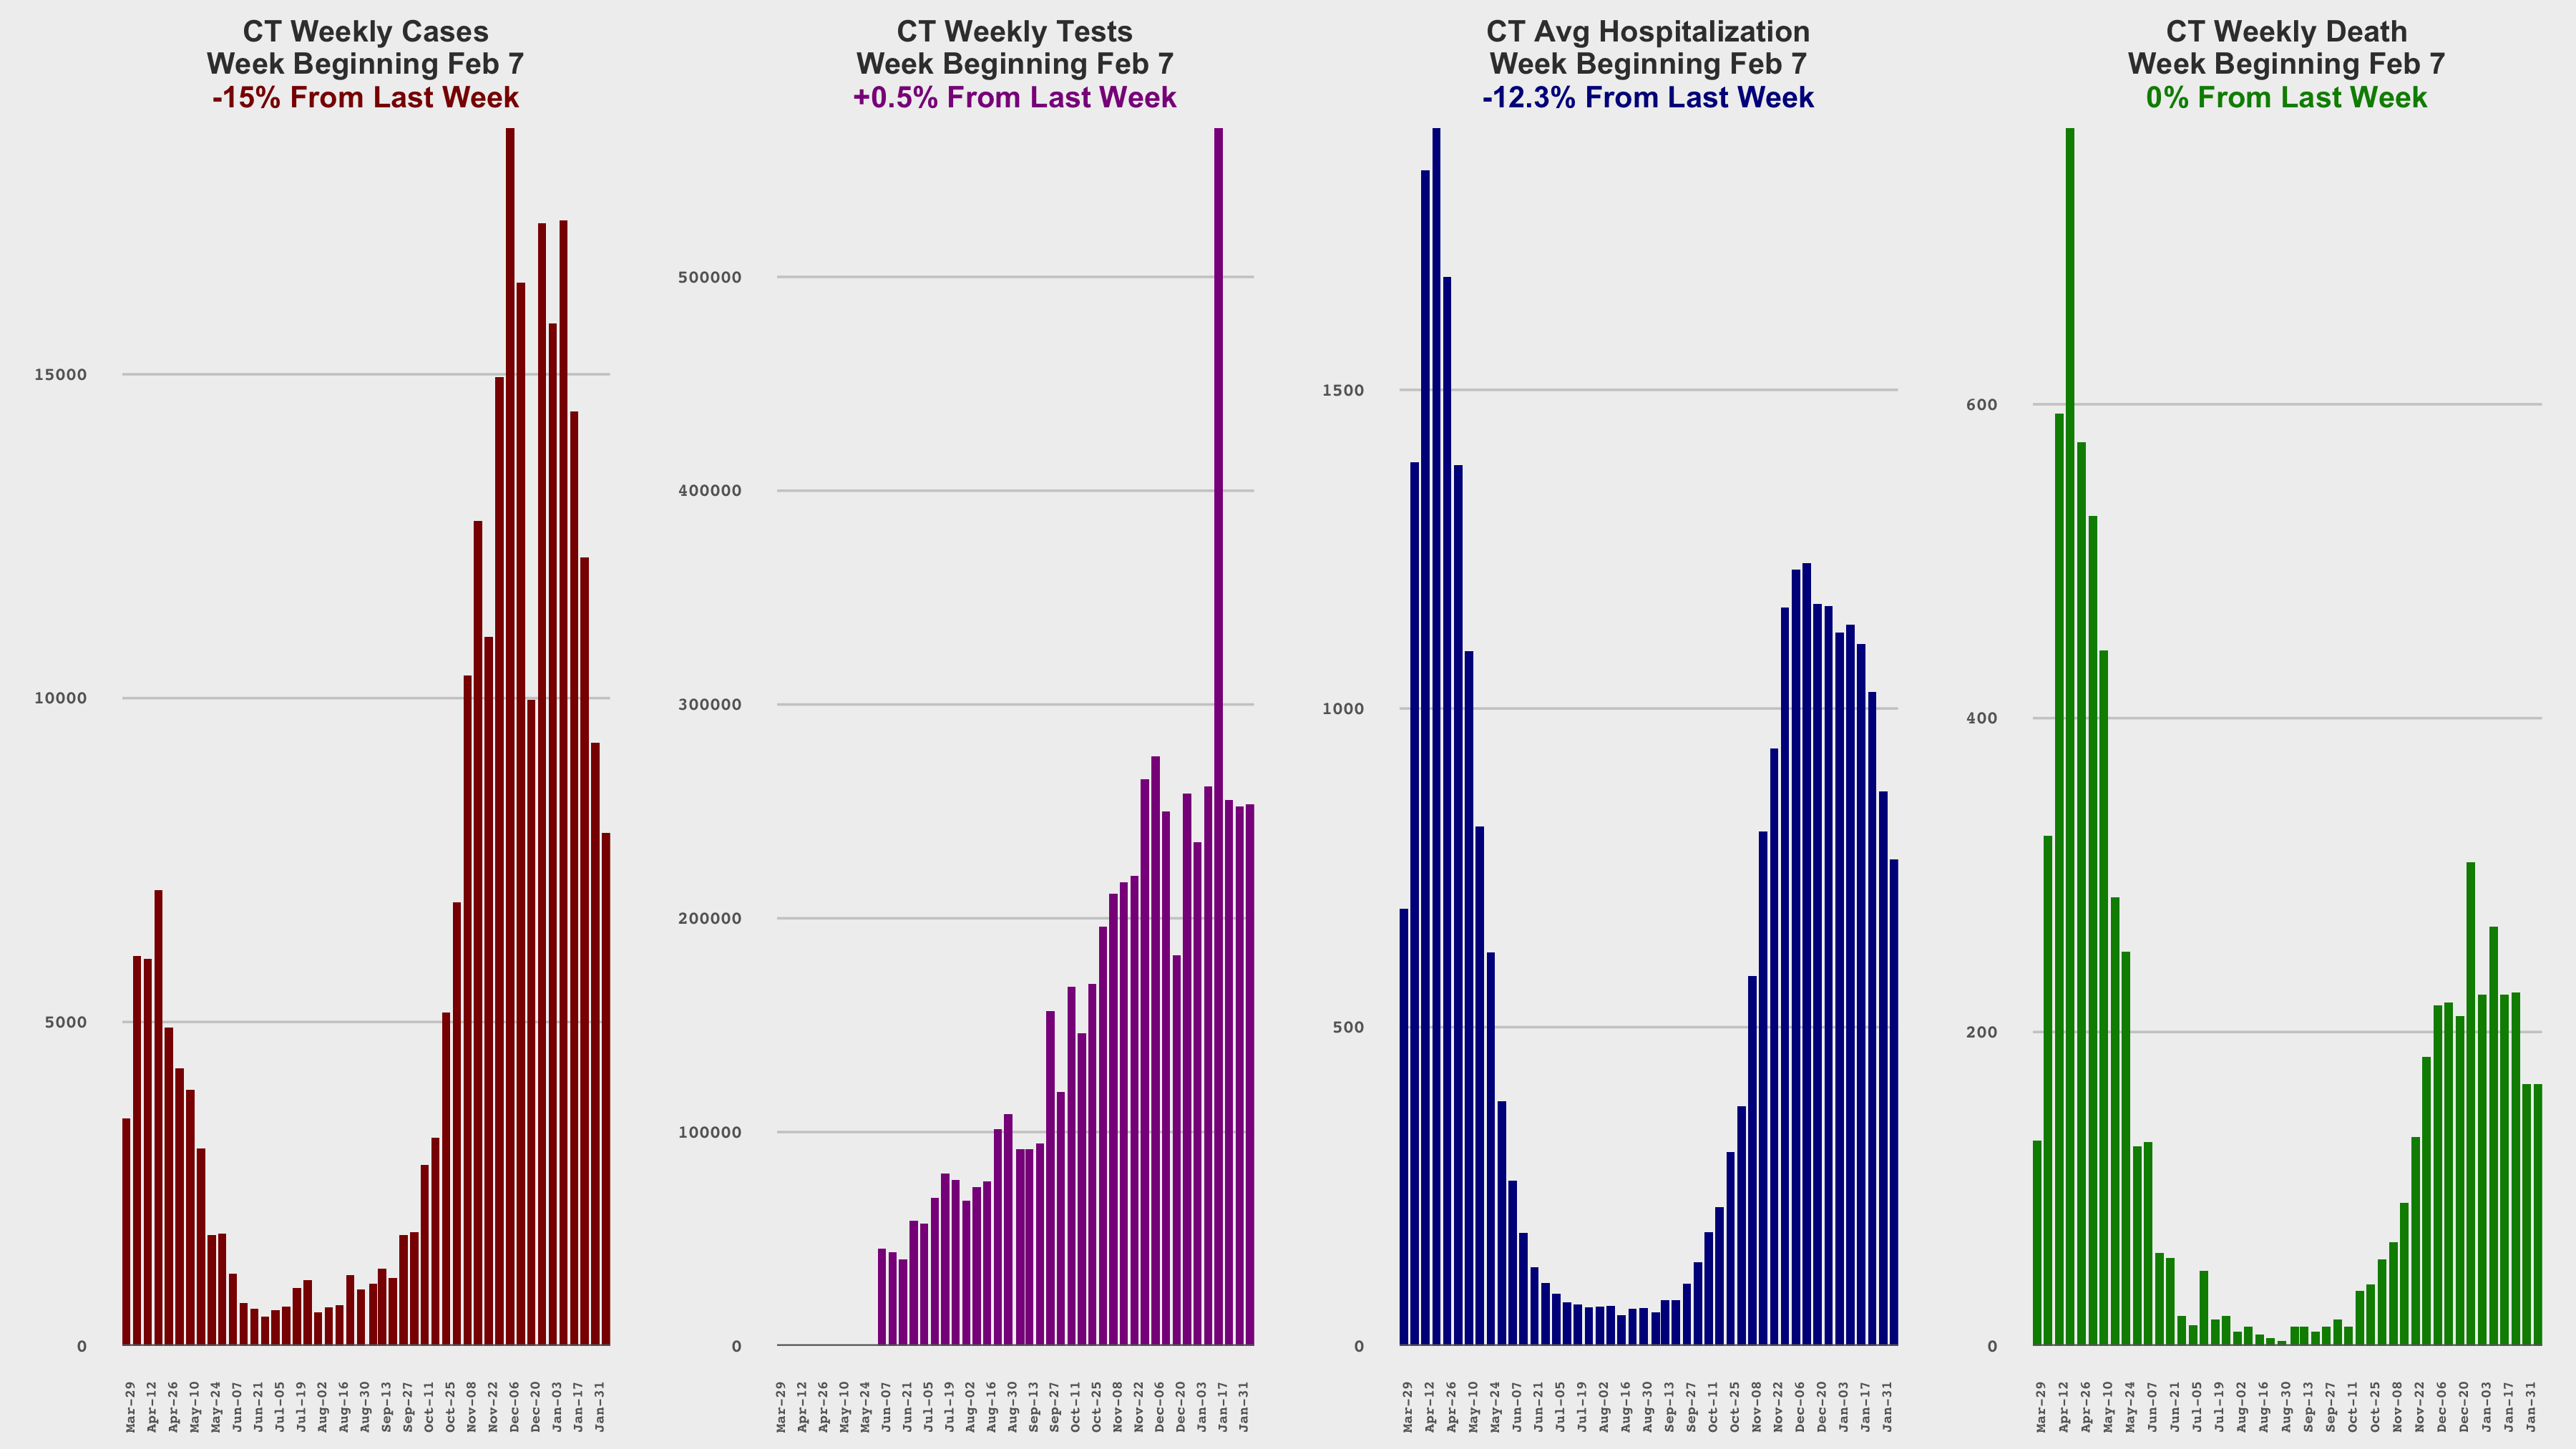 CT Weekly Cases
Week Beginning Feb 7
-15% From Last Week
15000
10000
5000
0
Mar-29 Apr-12 Apr-26 May-10 May-24 Jun-07 Jun-21 Jul-05 Jul-19 Aug-02 Aug-16 Aug-30 Sep-13 Sep-27 Oct-11 Oct-25 Nov-08 Nov-22 Dec-06 Dec-20 Jan-03 Jan-17 Jan-31
CT Weekly Tests
Week Beginning Feb 7
+0.5% From Last Week
500000
400000
300000
200000
100000
0
Mar-29 Apr-12 Apr-26 May-10 May-24 Jun-07 Jun-21 Jul-05 Jul-19 Aug-02 Aug-16 Aug-30 Sep-13 Sep-27 Oct-11 Oct-25 Nov-08 Nov-22 Dec-06 Dec-20 Jan-03 Jan-17 Jan-31
CT Avg Hospitalization
Week Beginning Feb 7
-12.3% From Last Week
1500
1000
500
0
Mar-29 Apr-12 Apr-26 May-10 May-24 Jun-07 Jun-21 Jul-05 Jul-19 Aug-02 Aug-16 Aug-30 Sep-13 Sep-27 Oct-11 Oct-25 Nov-08 Nov-22 Dec-06 Dec-20 Jan-03 Jan-17 Jan-31
CT Weekly Death
Week Beginning Feb 7
0% From Last Week
600
400
200
0
Mar-29 Apr-12 Apr-26 May-10 May-24 Jun-07 Jun-21 Jul-05 Jul-19 Aug-02 Aug-16 Aug-30 Sep-13 Sep-27 Oct-11 Oct-25 Nov-08 Nov-22 Dec-06 Dec-20 Jan-03 Jan-17 Jan-31